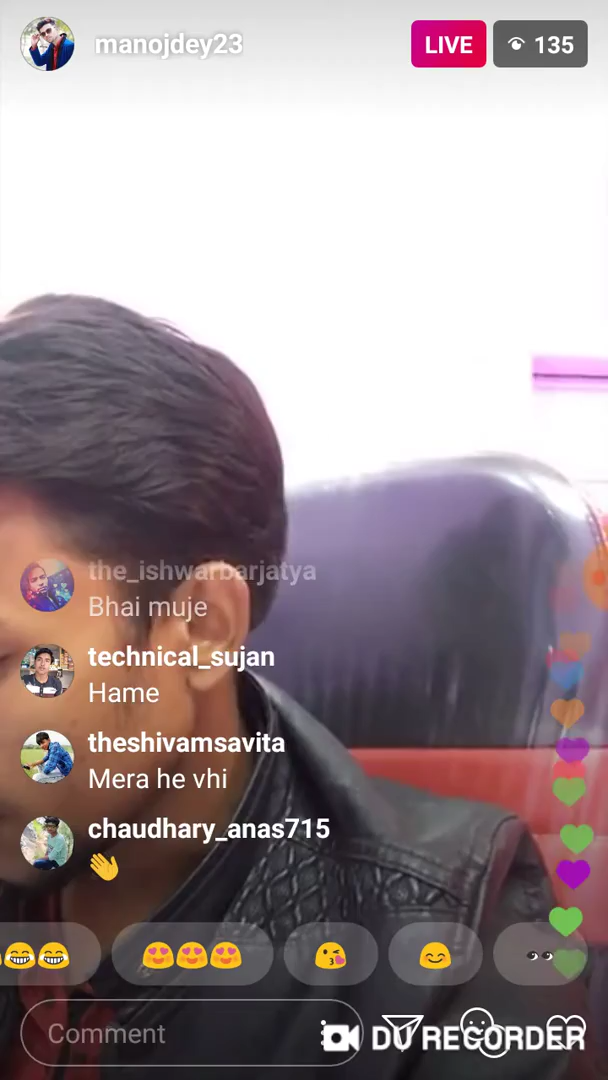 manojdey23
LIVE
135
the_ishwarbarjatya
Bhai muje
technical_sujan
Hame
theshivamsavita
Mera he vhi
chaudhary_anas715
👋
Comment
DU RECORDER